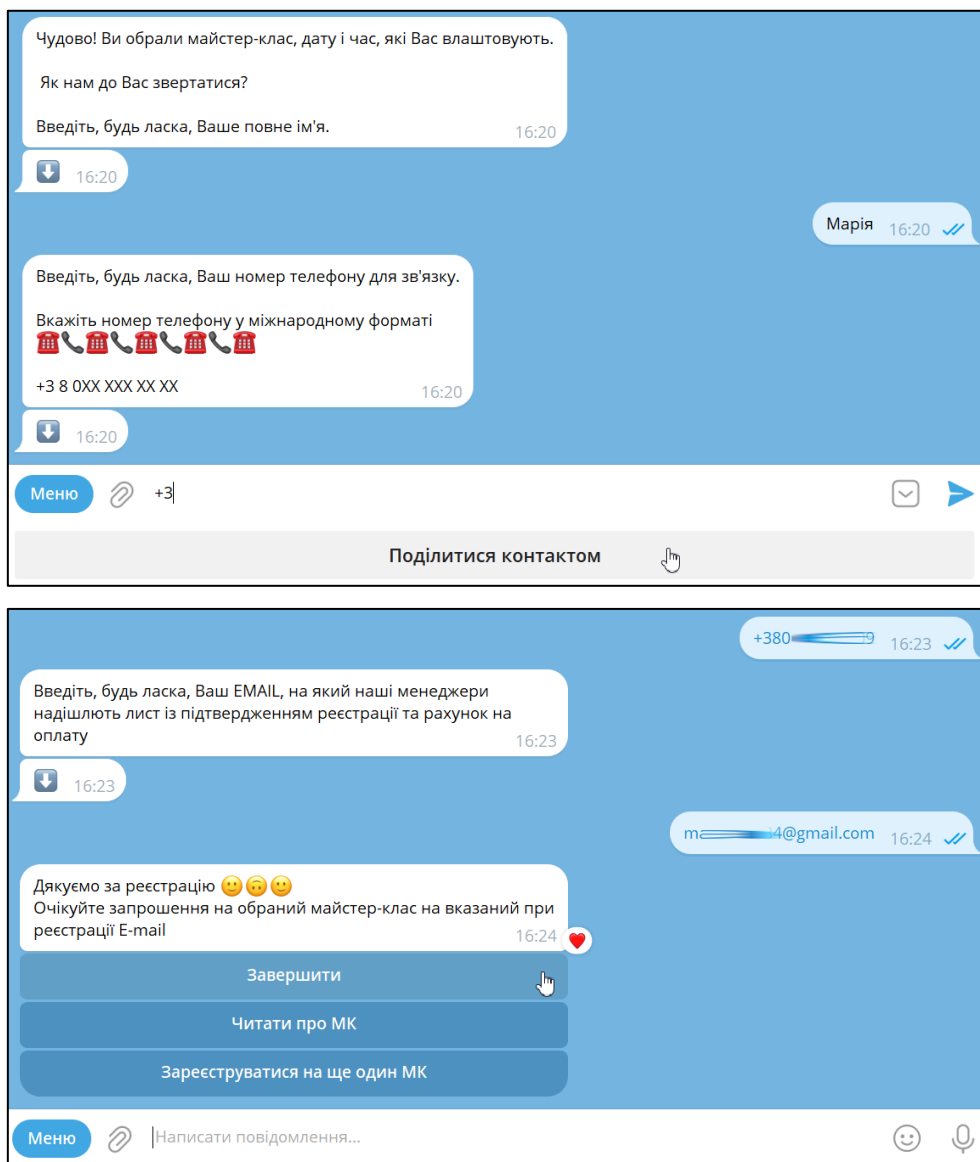 Чудово! Ви обрали майстер-клас, дату і час, які Вас влаштовують.
Як нам до Вас звертатися?
Введіть, будь ласка, Ваше повне ім'я.
16:20
16:20
Марія 16:20
Введіть, будь ласка, Ваш номер телефону для зв'язку.
Вкажіть номер телефону у міжнародному форматі
+3 8 0XX XXX XX XX
16:20
16:20
Меню +3
Поділитися контактом
+380 9 16:23
Введіть, будь ласка, Ваш EMAIL, на який наші менеджери
надішлють лист із підтвердженням реєстрації та рахунок на
оплату
16:23
16:23
m 4@gmail.com 16:24
Дякуємо за реєстрацію
Очікуйте запрошення на обраний майстер-клас на вказаний при
реєстрації E-mail
16:24
Завершити
Читати про МК
Зареєструватися на ще один МК
Меню Написати повідомлення...